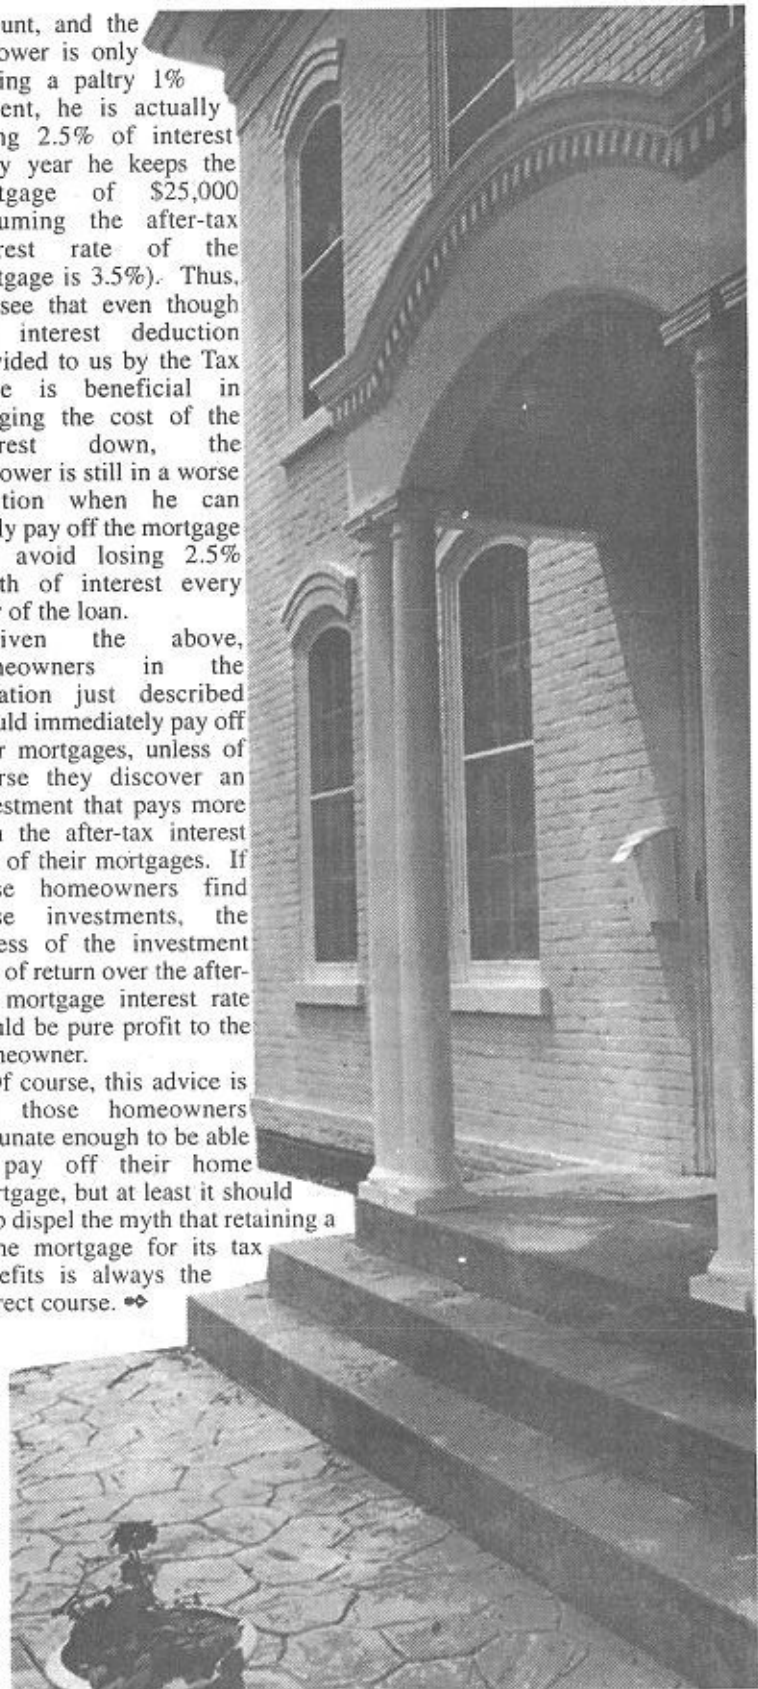 unt, and the
ower is only
ing a paltry 1%
ent, he is actually
ng 2.5% of interest
y year he keeps the
tgage of $25,000
uming the after-tax
rest rate of the
tgage is 3.5%). Thus,
see that even though
interest deduction
vided to us by the Tax
e is beneficial in
ging the cost of the
rest down, the
ower is still in a worse
tion when he can
ly pay off the mortgage
avoid losing 2.5%
th of interest every
r of the loan.
iven the above,
neowners in the
ation just described
uld immediately pay off
r mortgages, unless of
rse they discover an
estment that pays more
n the after-tax interest
of their mortgages. If
se homeowners find
se investments, the
ess of the investment
of return over the after-
mortgage interest rate
uld be pure profit to the
neowner.
Of course, this advice is
those homeowners
unate enough to be able
pay off their home
rtgage, but at least it should
p dispel the myth that retaining a
ne mortgage for its tax
efits is always the
rect course.